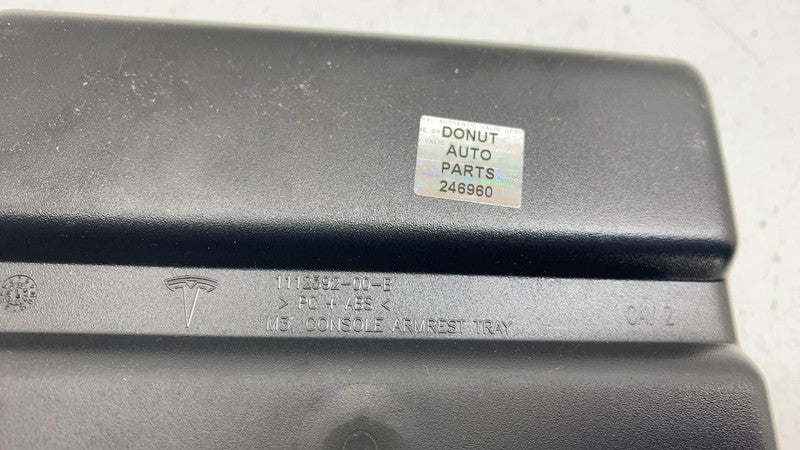 DONUT
AUTO
PARTS
246960
1112392-00-E
> PC + ABS <
M3, CONSOLE ARMREST TRAY
CAV 2